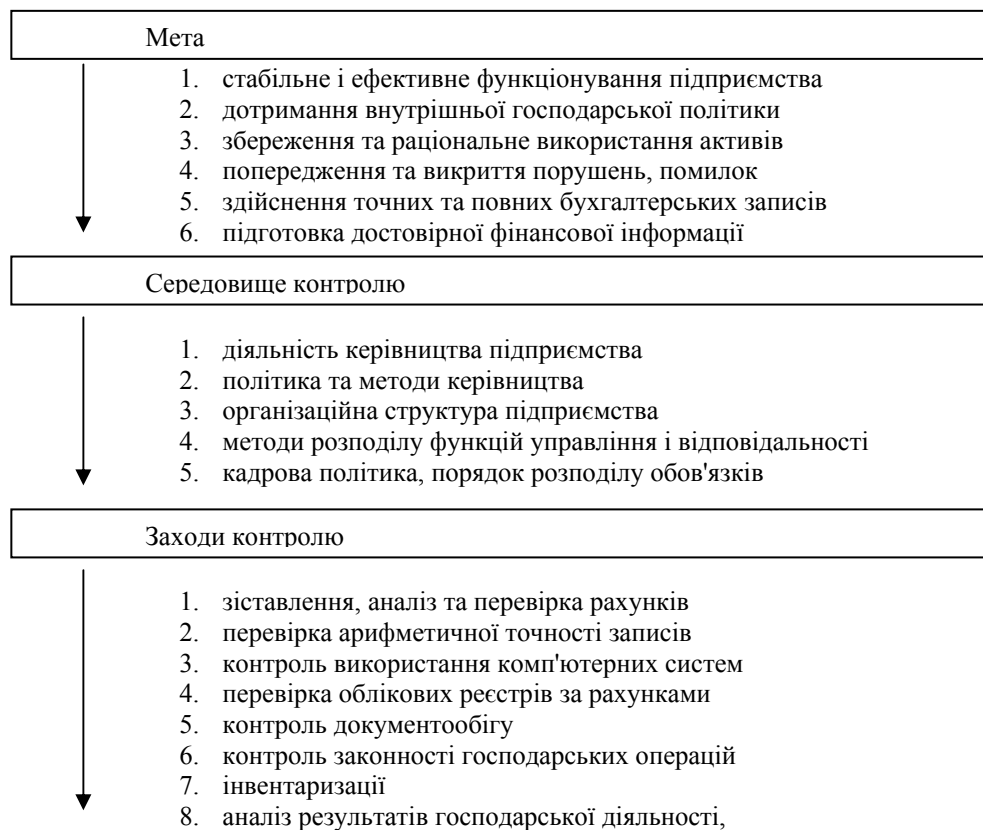 Мета
1. стабільне і ефективне функціонування підприємства
2. дотримання внутрішньої господарської політики
3. збереження та раціональне використання активів
4. попередження та викриття порушень, помилок
5. здійснення точних та повних бухгалтерських записів
6. підготовка достовірної фінансової інформації
Середовище контролю
1. діяльність керівництва підприємства
2. політика та методи керівництва
3. організаційна структура підприємства
4. методи розподілу функцій управління і відповідальності
5. кадрова політика, порядок розподілу обов'язків
Заходи контролю
1. зіставлення, аналіз та перевірка рахунків
2. перевірка арифметичної точності записів
3. контроль використання комп'ютерних систем
4. перевірка облікових реєстрів за рахунками
5. контроль документообігу
6. контроль законності господарських операцій
7. інвентаризації
8. аналіз результатів господарської діяльності,